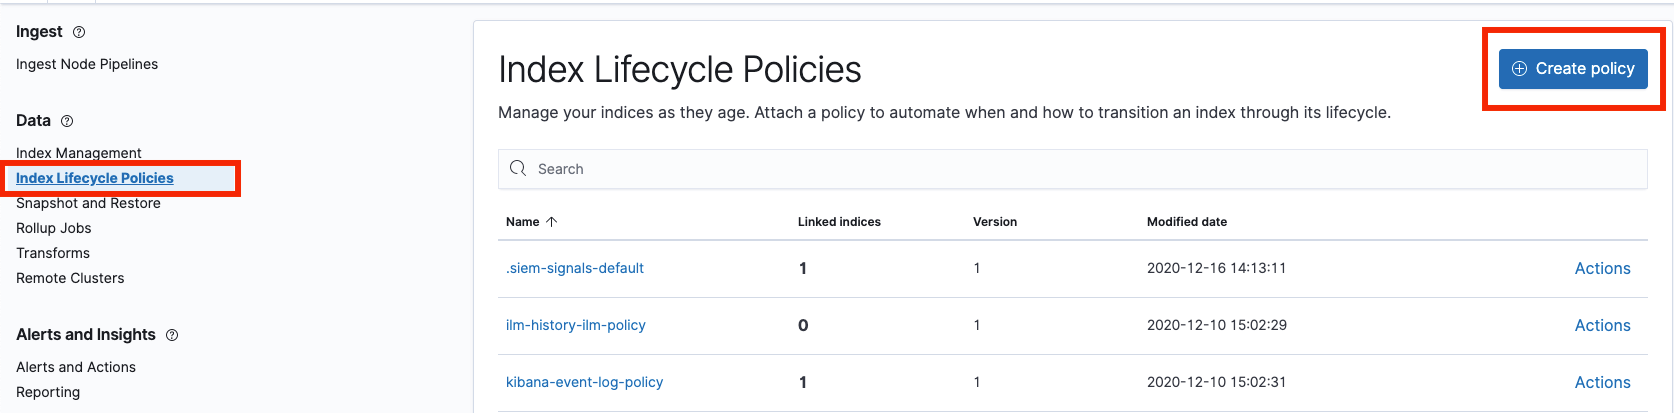 Ingest
Ingest Node Pipelines
Data
Index Management
Index Lifecycle Policies
Snapshot and Restore
Rollup Jobs
Transforms
Remote Clusters
Alerts and Insights
Alerts and Actions
Reporting
Index Lifecycle Policies
Create policy
Manage your indices as they age. Attach a policy to automate when and how to transition an index through its lifecycle.
Search
Name Linked indices Version Modified date
.siem-signals-default 1 1 2020-12-16 14:13:11 Actions
ilm-history-ilm-policy 0 1 2020-12-10 15:02:29 Actions
kibana-event-log-policy 1 1 2020-12-10 15:02:31 Actions